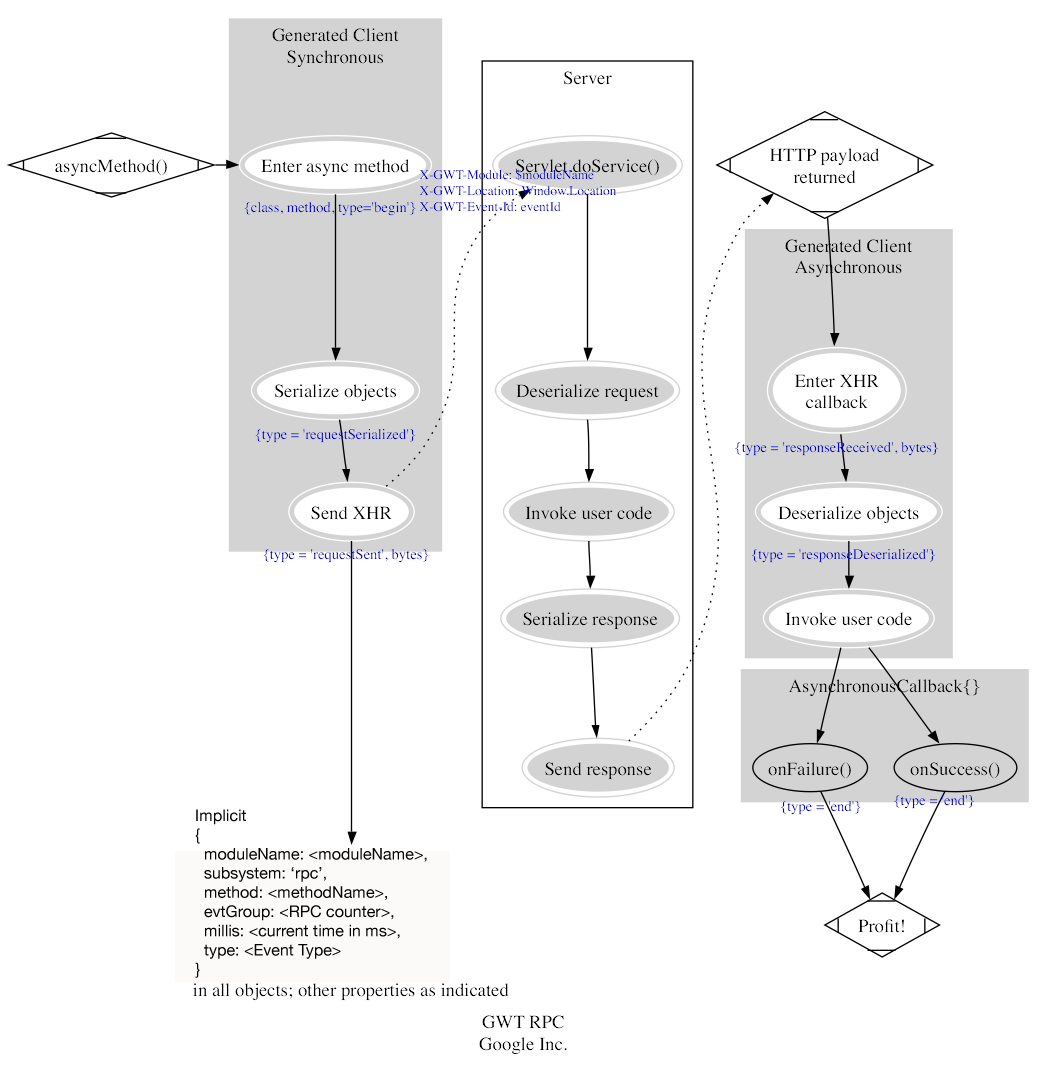 Generated Client
Synchronous
asyncMethod()
Enter async method
{class, method, type='begin'}
Serialize objects
{type = 'requestSerialized'}
Send XHR
{type = 'requestSent', bytes}
Implicit
{
moduleName: <moduleName>,
subsystem: ‘rpc’,
method: <methodName>,
evtGroup: <RPC counter>,
millis: <current time in ms>,
type: <Event Type>
}
in all objects; other properties as indicated
Server
Servlet.doService()
X-GWT-Module: $moduleName
X-GWT-Location: Window.Location
X-GWT-Event-Id: eventId
Deserialize request
Invoke user code
Serialize response
Send response
HTTP payload
returned
Generated Client
Asynchronous
Enter XHR
callback
{type = 'responseReceived', bytes}
Deserialize objects
{type = 'responseDeserialized'}
Invoke user code
AsynchronousCallback{}
onFailure()
onSuccess()
{type = 'end'}
{type = 'end'}
Profit!
GWT RPC
Google Inc.